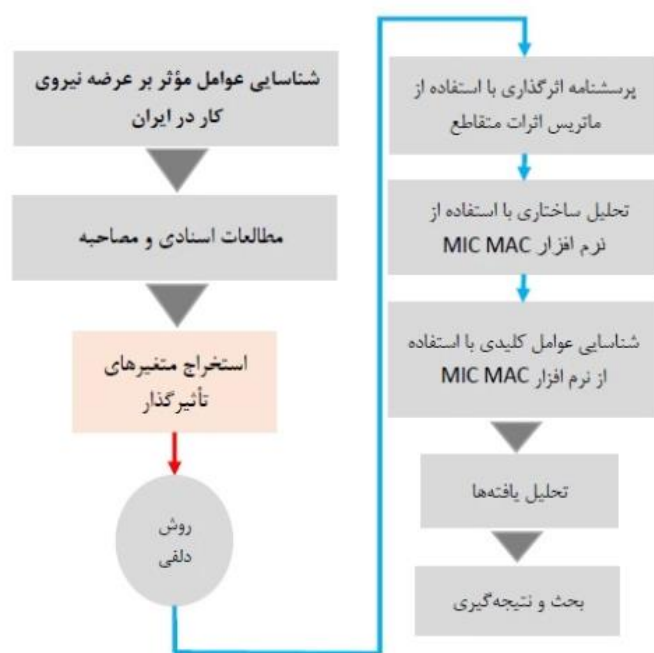 شناسایی عوامل مؤثر بر عرضه نیروی
کار در ایران
مطالعات اسنادی و مصاحبه
استخراج متغیرهای
تأثیرگذار
روش
دلفی
پرسشنامه اثرگذاری با استفاده از
ماتریس اثرات متقاطع
تحلیل ساختاری با استفاده از
نرم افزار MIC MAC
شناسایی عوامل کلیدی با استفاده
از نرم افزار MIC MAC
تحلیل یافته‌ها
بحث و نتیجه‌گیری